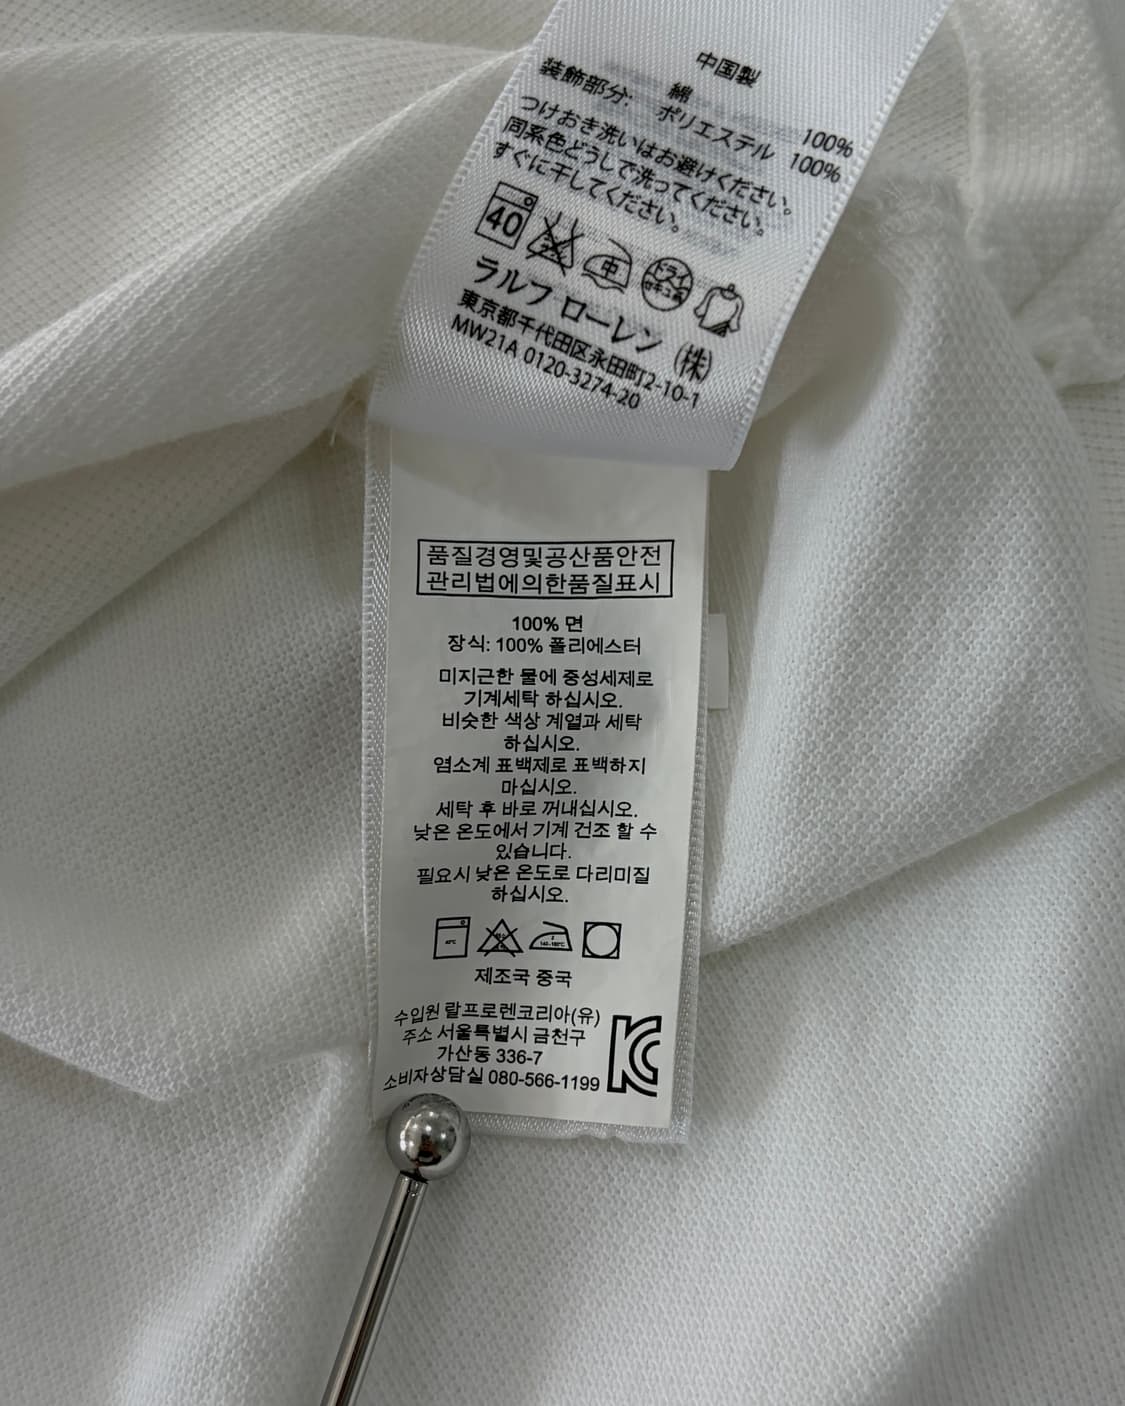 中国製
綿 100%
装飾部分: ポリエステル 100%
つけおき洗いはお避けください。
同系色どうしで洗ってください。
すぐに干してください。
40
中
ドライ
セキユ系
ラルフ ローレン (株)
東京都千代田区永田町2-10-1
MW21A 0120-3274-20
품질경영및공산품안전
관리법에의한품질표시
100% 면
장식: 100% 폴리에스터
미지근한 물에 중성세제로
기계세탁 하십시오.
비슷한 색상 계열과 세탁
하십시오.
염소계 표백제로 표백하지
마십시오.
세탁 후 바로 꺼내십시오.
낮은 온도에서 기계 건조 할 수
있습니다.
필요시 낮은 온도로 다리미질
하십시오.
제조국 중국
수입원 랄프로렌코리아(유)
주소 서울특별시 금천구
가산동 336-7
소비자상담실 080-566-1199